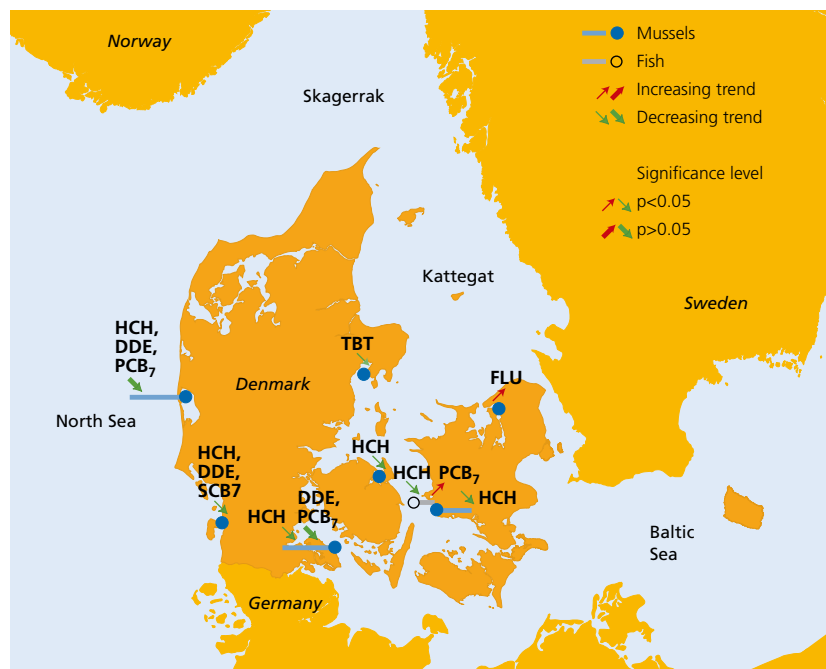 Norway
Mussels
Fish
Increasing trend
Decreasing trend
Skagerrak
Significance level
p<0.05
p>0.05
Kattegat
Sweden
HCH,
DDE,
PCB₇
TBT
Denmark
FLU
North Sea
HCH,
DDE,
SCB7
HCH
HCH
PCB₇
HCH
DDE,
PCB₇
HCH
Baltic
Sea
Germany